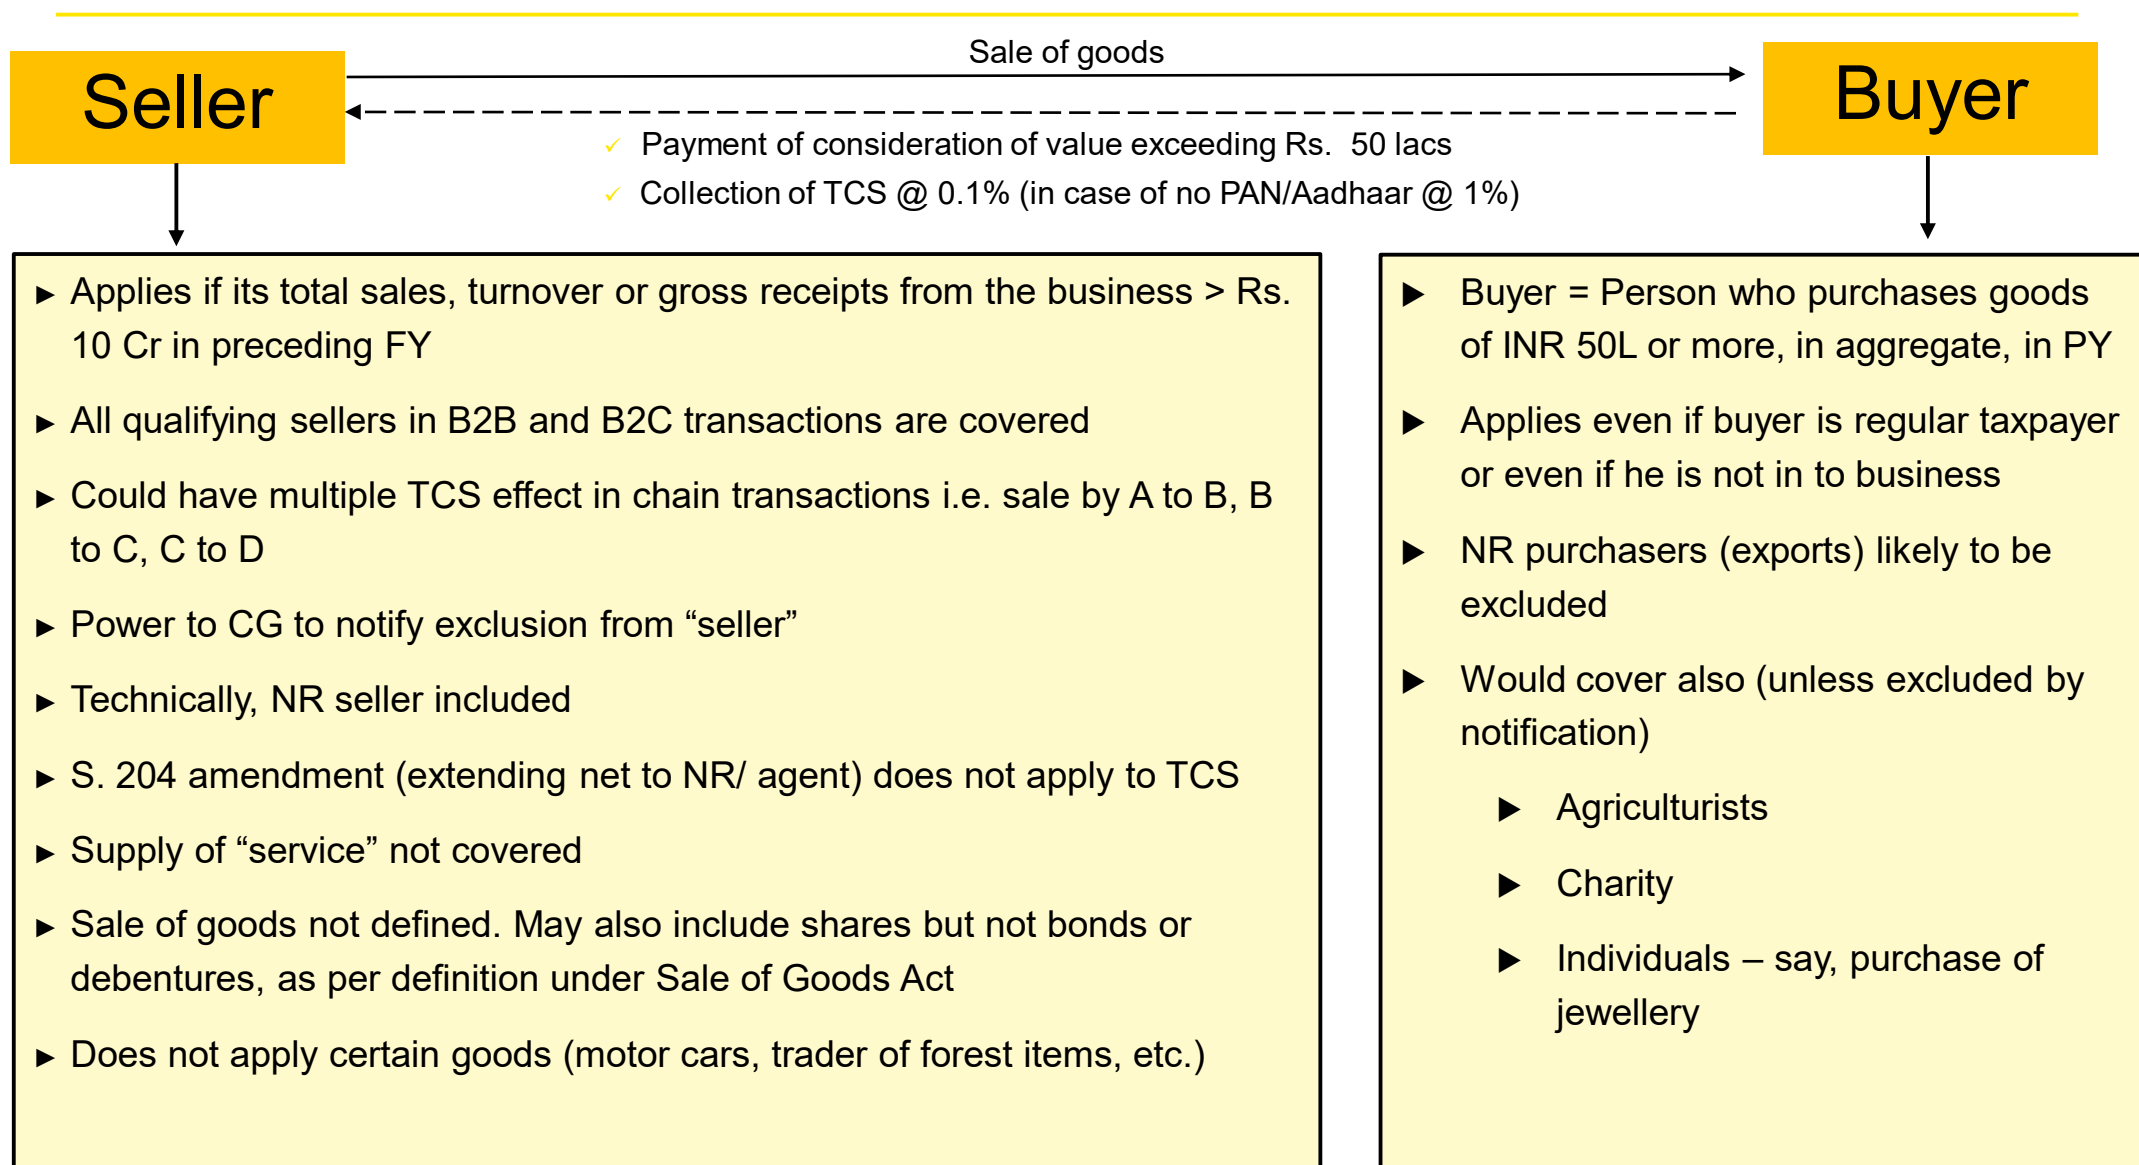 Sale of goods
Seller
Buyer
✓ Payment of consideration of value exceeding Rs. 50 lacs
✓ Collection of TCS @ 0.1% (in case of no PAN/Aadhaar @ 1%)
► Applies if its total sales, turnover or gross receipts from the business > Rs.
10 Cr in preceding FY
► All qualifying sellers in B2B and B2C transactions are covered
► Could have multiple TCS effect in chain transactions i.e. sale by A to B, B
to C, C to D
► Power to CG to notify exclusion from “seller”
► Technically, NR seller included
► S. 204 amendment (extending net to NR/ agent) does not apply to TCS
► Supply of “service” not covered
► Sale of goods not defined. May also include shares but not bonds or
debentures, as per definition under Sale of Goods Act
► Does not apply certain goods (motor cars, trader of forest items, etc.)
► Buyer = Person who purchases goods
of INR 50L or more, in aggregate, in PY
► Applies even if buyer is regular taxpayer
or even if he is not in to business
► NR purchasers (exports) likely to be
excluded
► Would cover also (unless excluded by
notification)
► Agriculturists
► Charity
► Individuals – say, purchase of
jewellery